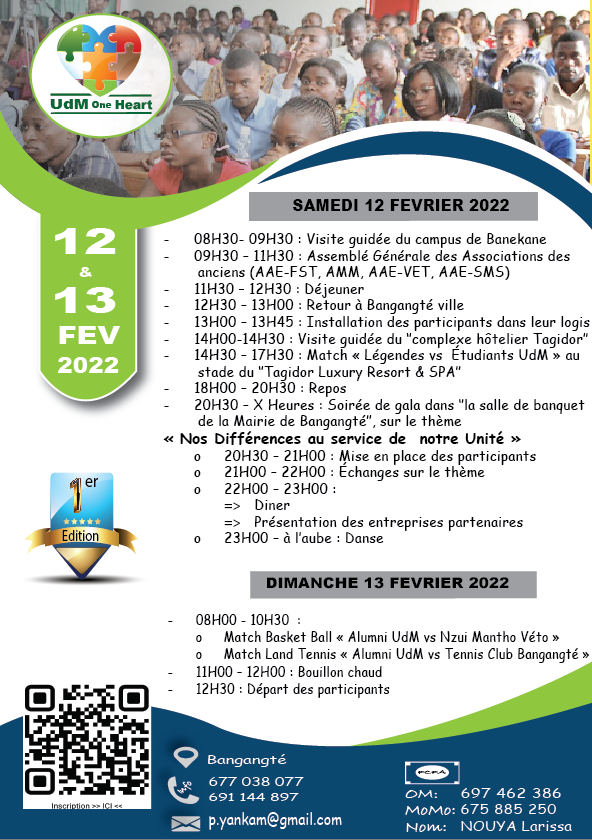 UdM One Heart
12
&
13
FEV
2022
SAMEDI 12 FEVRIER 2022
- 08H30- 09H30 : Visite guidée du campus de Banekane
- 09H30 – 11H30 : Assemblé Générale des Associations des
anciens (AAE-FST, AMM, AAE-VET, AAE-SMS)
- 11H30 – 12H30 : Déjeuner
- 12H30 – 13H00 : Retour à Bangangté ville
- 13H00 – 13H45 : Installation des participants dans leur logis
- 14H00-14H30 : Visite guidée du ‘’complexe hôtelier Tagidor’’
- 14H30 – 17H30 : Match « Légendes vs Étudiants UdM » au
stade du ‘’Tagidor Luxury Resort & SPA’’
- 18H00 – 20H30 : Repos
- 20H30 – X Heures : Soirée de gala dans ‘’la salle de banquet
de la Mairie de Bangangté’’, sur le thème
« Nos Différences au service de notre Unité »
o 20H30 – 21H00 : Mise en place des participants
o 21H00 – 22H00 : Échanges sur le thème
o 22H00 – 23H00 :
=> Diner
=> Présentation des entreprises partenaires
o 23H00 – à l’aube : Danse
1er
Edition
DIMANCHE 13 FEVRIER 2022
- 08H00 - 10H30 :
o Match Basket Ball « Alumni UdM vs Nzui Mantho Véto »
o Match Land Tennis « Alumni UdM vs Tennis Club Bangangté »
- 11H00 – 12H00 : Bouillon chaud
- 12H30 : Départ des participants
Inscription >> ICI <<
Bangangté
677 038 077
691 144 897
p.yankam@gmail.com
FCFA
OM: 697 462 386
MoMo: 675 885 250
Nom: NOUYA Larissa